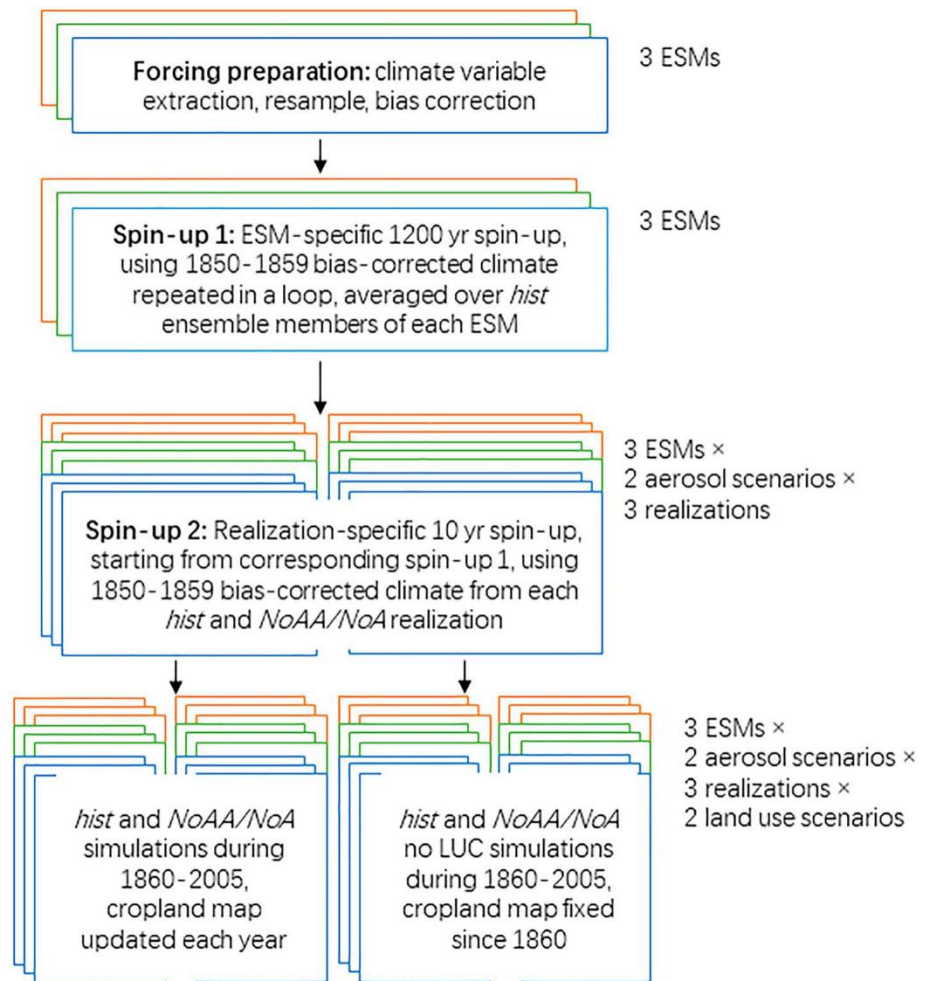 Forcing preparation: climate variable
extraction, resample, bias correction
3 ESMs
Spin-up 1: ESM-specific 1200 yr spin-up,
using 1850-1859 bias-corrected climate
repeated in a loop, averaged over hist
ensemble members of each ESM
3 ESMs
Spin-up 2: Realization-specific 10 yr spin-up,
starting from corresponding spin-up 1, using
1850-1859 bias-corrected climate from each
hist and NoAA/NoA realization
3 ESMs ×
2 aerosol scenarios ×
3 realizations
hist and NoAA/NoA
simulations during
1860-2005,
cropland map
updated each year
hist and NoAA/NoA
no LUC simulations
during 1860-2005,
cropland map fixed
since 1860
3 ESMs ×
2 aerosol scenarios ×
3 realizations ×
2 land use scenarios